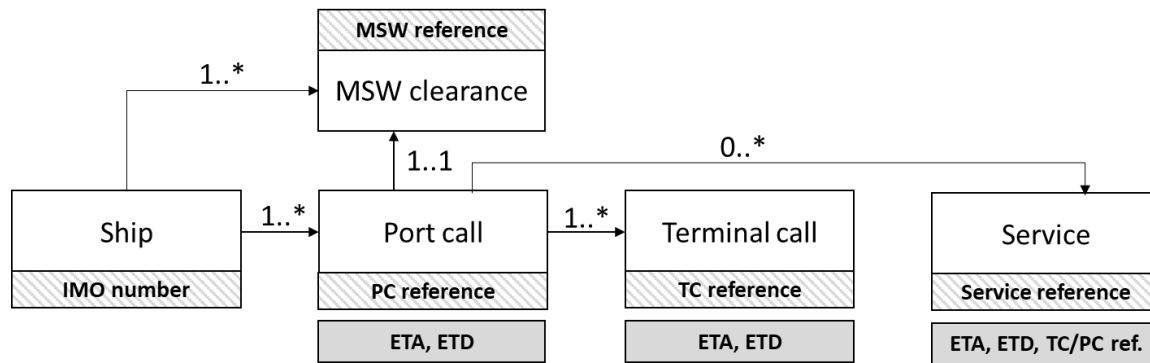 MSW reference
MSW clearance
1..*
1..1
0..*
Ship
1..*
Port call
1..*
Terminal call
Service
IMO number
PC reference
TC reference
Service reference
ETA, ETD
ETA, ETD
ETA, ETD, TC/PC ref.